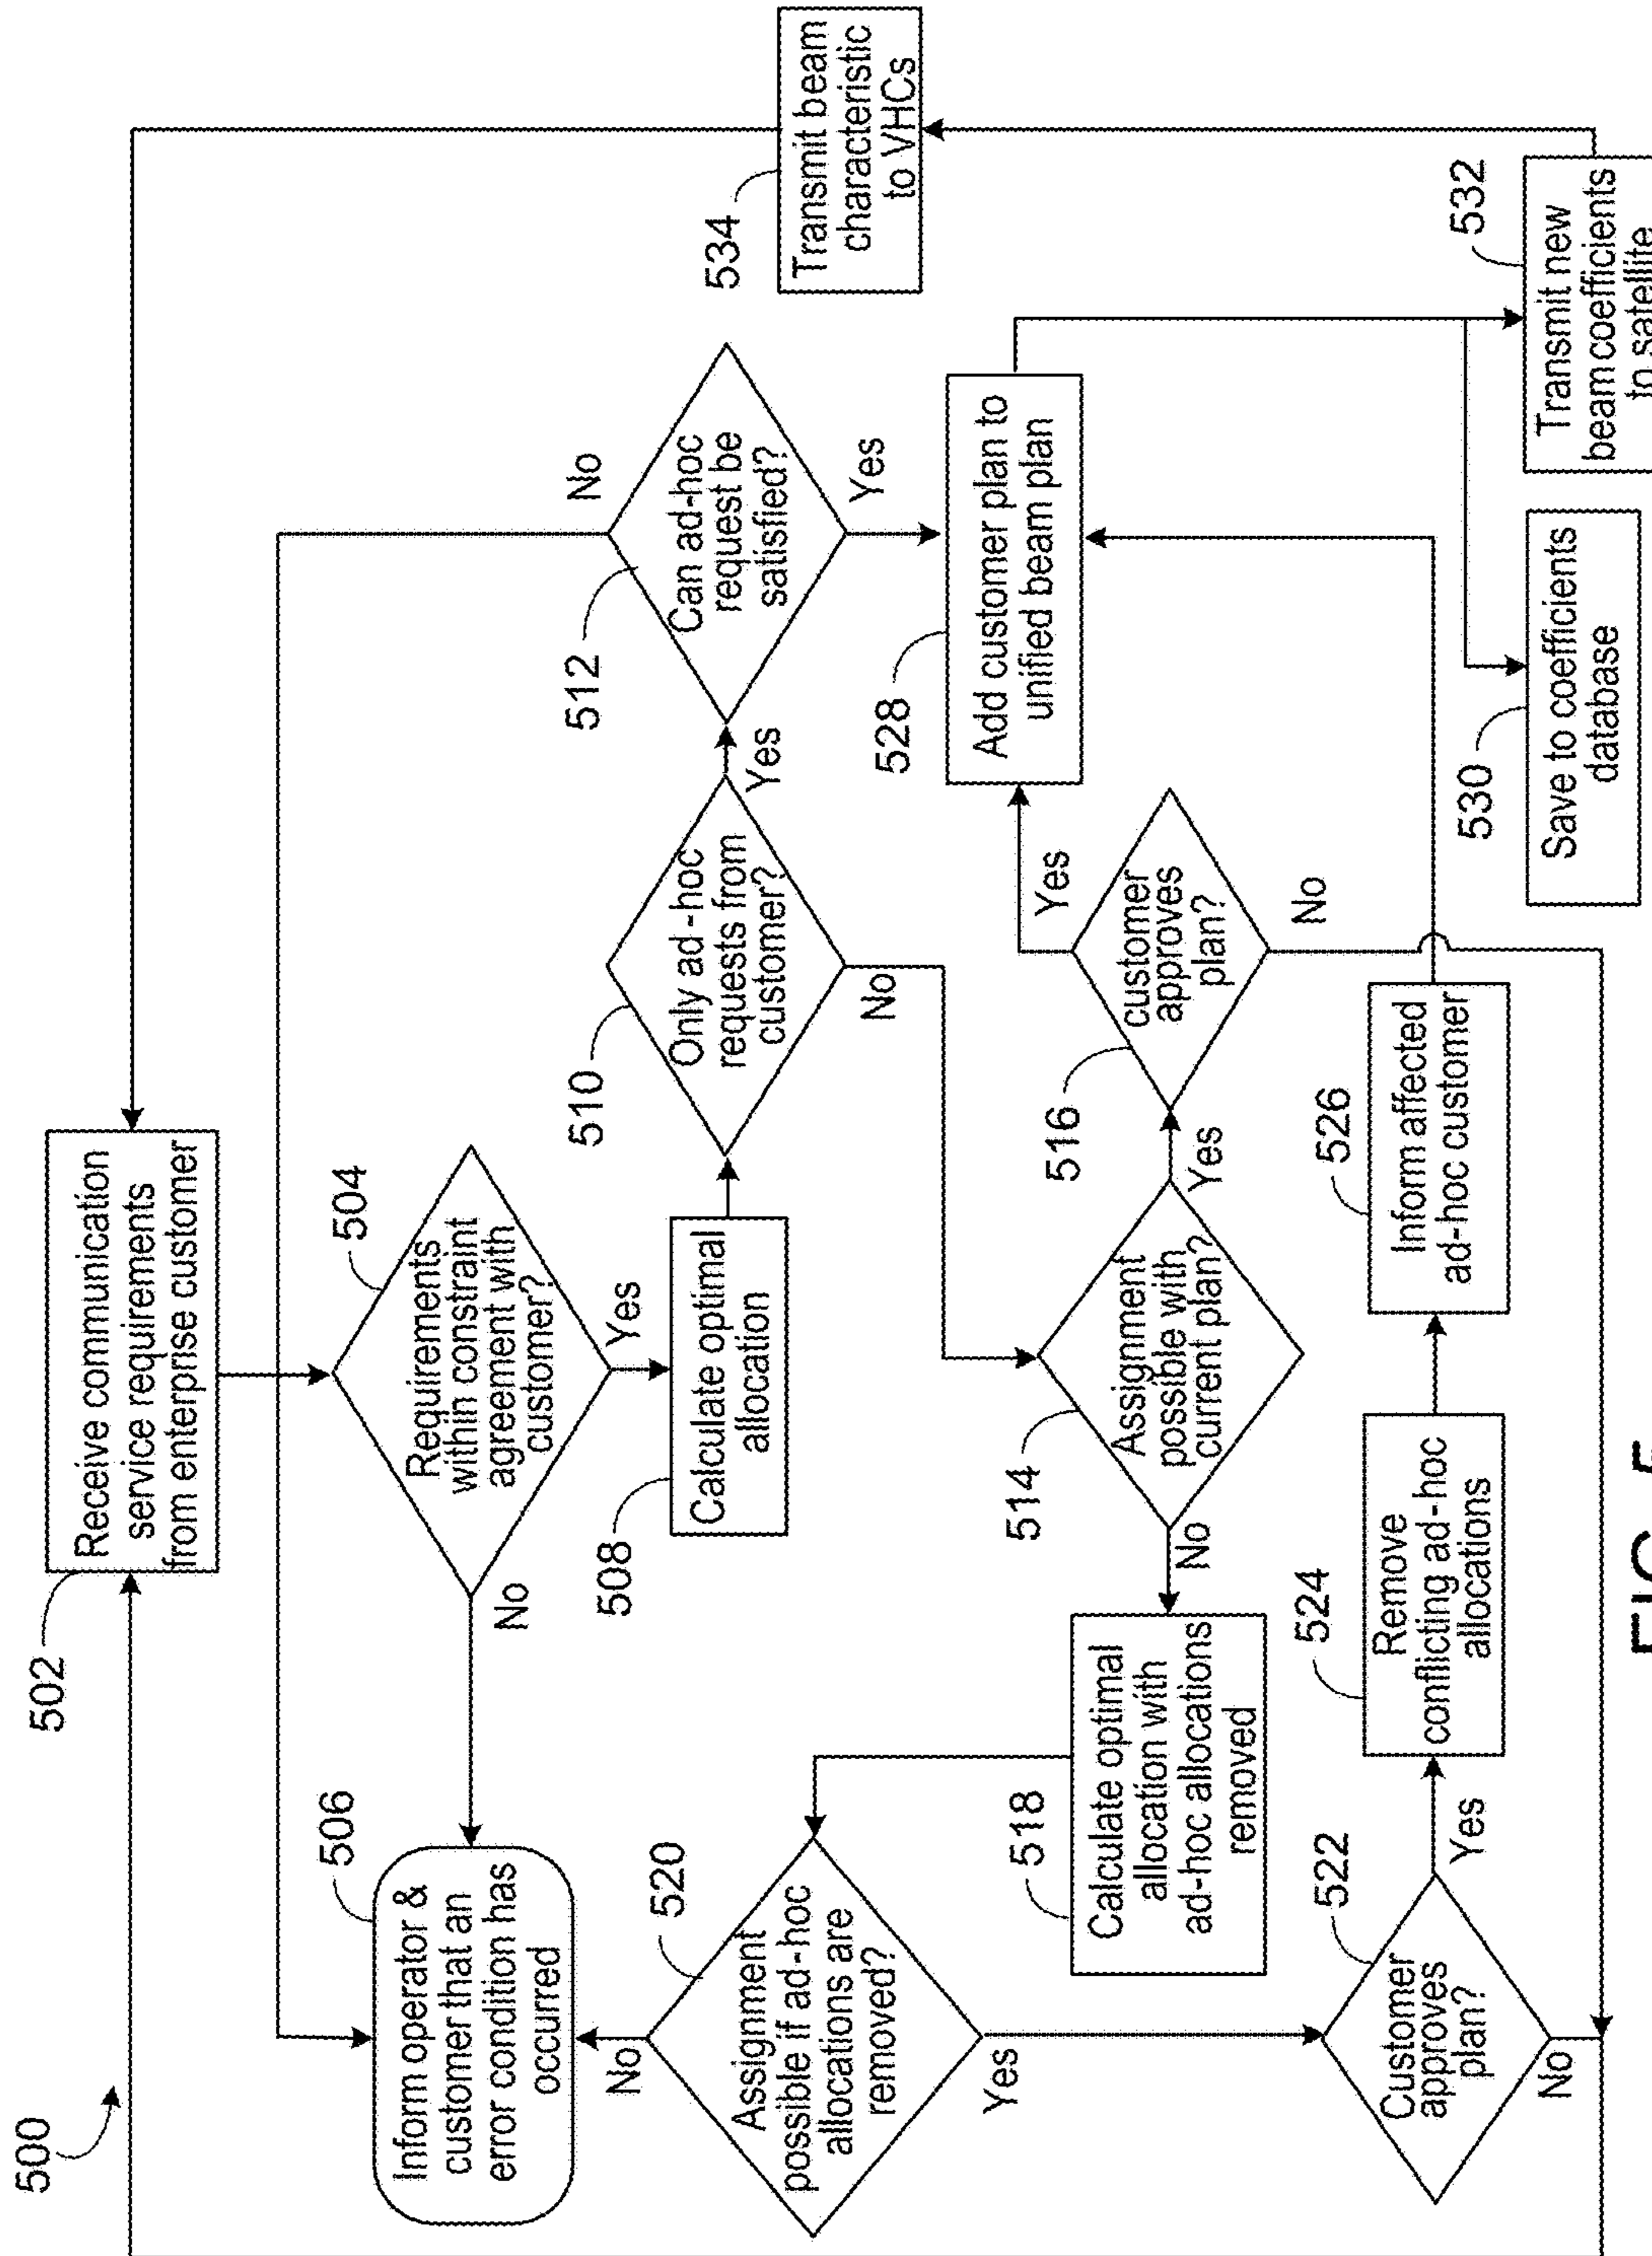 500
502
Receive communication
service requirements
from enterprise customer
504
Requirements
within constraint
agreement with
customer?
No
Yes
506
Inform operator &
customer that an
error condition has
occurred
508
Calculate optimal
allocation
510
Only ad-hoc
requests from
customer?
Yes
No
512
Can ad-hoc
request be
satisfied?
No
Yes
514
Assignment
possible with
current plan?
Yes
No
516
customer
approves
plan?
Yes
No
518
Calculate optimal
allocation with
ad-hoc allocations
removed
520
Assignment
possible if ad-hoc
allocations are
removed?
No
Yes
522
Customer
approves
plan?
Yes
No
524
Remove
conflicting ad-hoc
allocations
526
Inform affected
ad-hoc customer
528
Add customer plan to
unified beam plan
530
Save to coefficients
database
532
Transmit new
beam coefficients
to satellite
534
Transmit beam
characteristic
to VHCs
FIG. 5